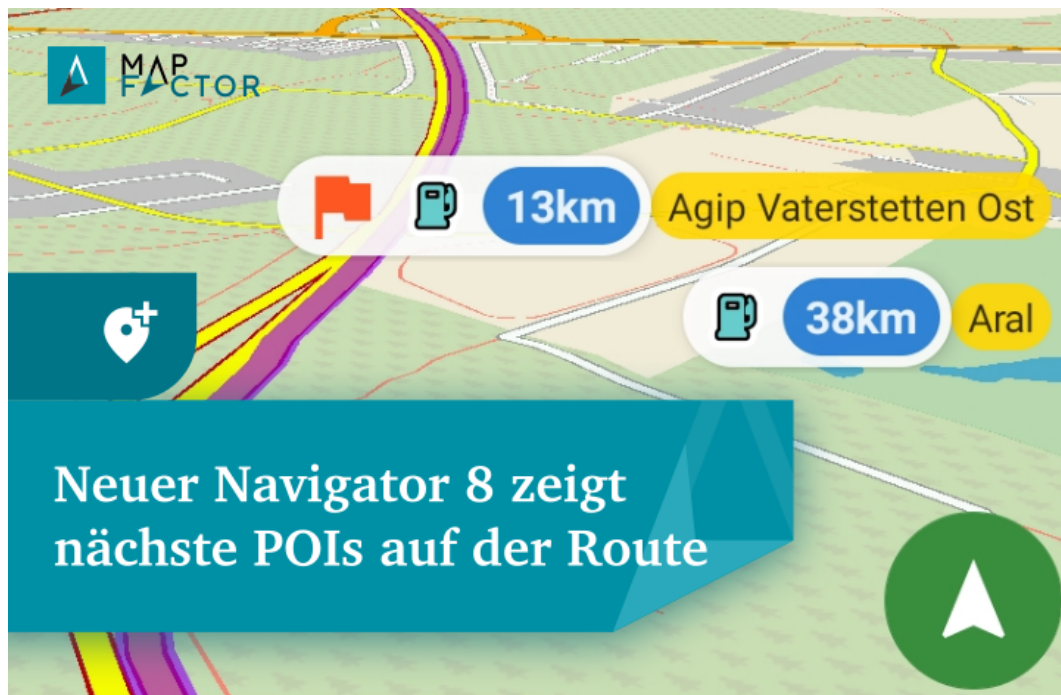 MAP
FACTOR
13km Agip Vaterstetten Ost
38km Aral
Neuer Navigator 8 zeigt
nächste POIs auf der Route